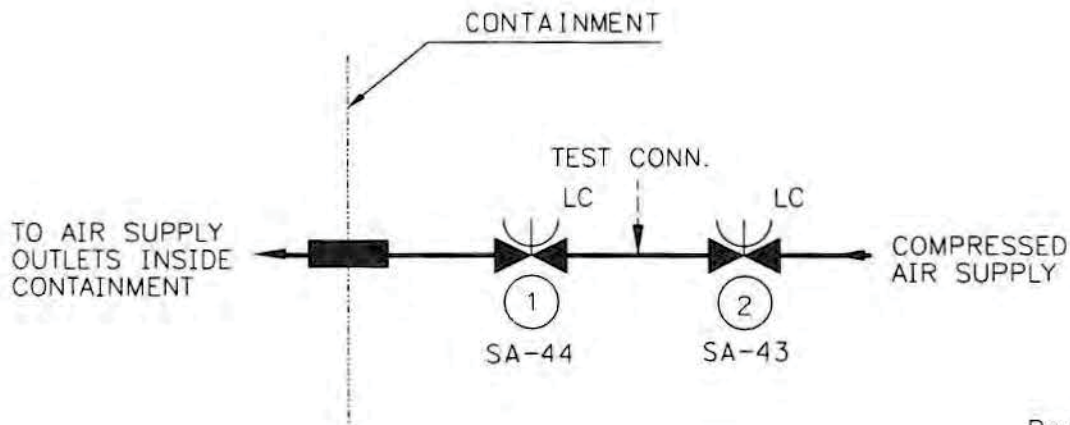 CONTAINMENT
TEST CONN.
LC
LC
TO AIR SUPPLY
OUTLETS INSIDE
CONTAINMENT
COMPRESSED
AIR SUPPLY
1
2
SA-44
SA-43